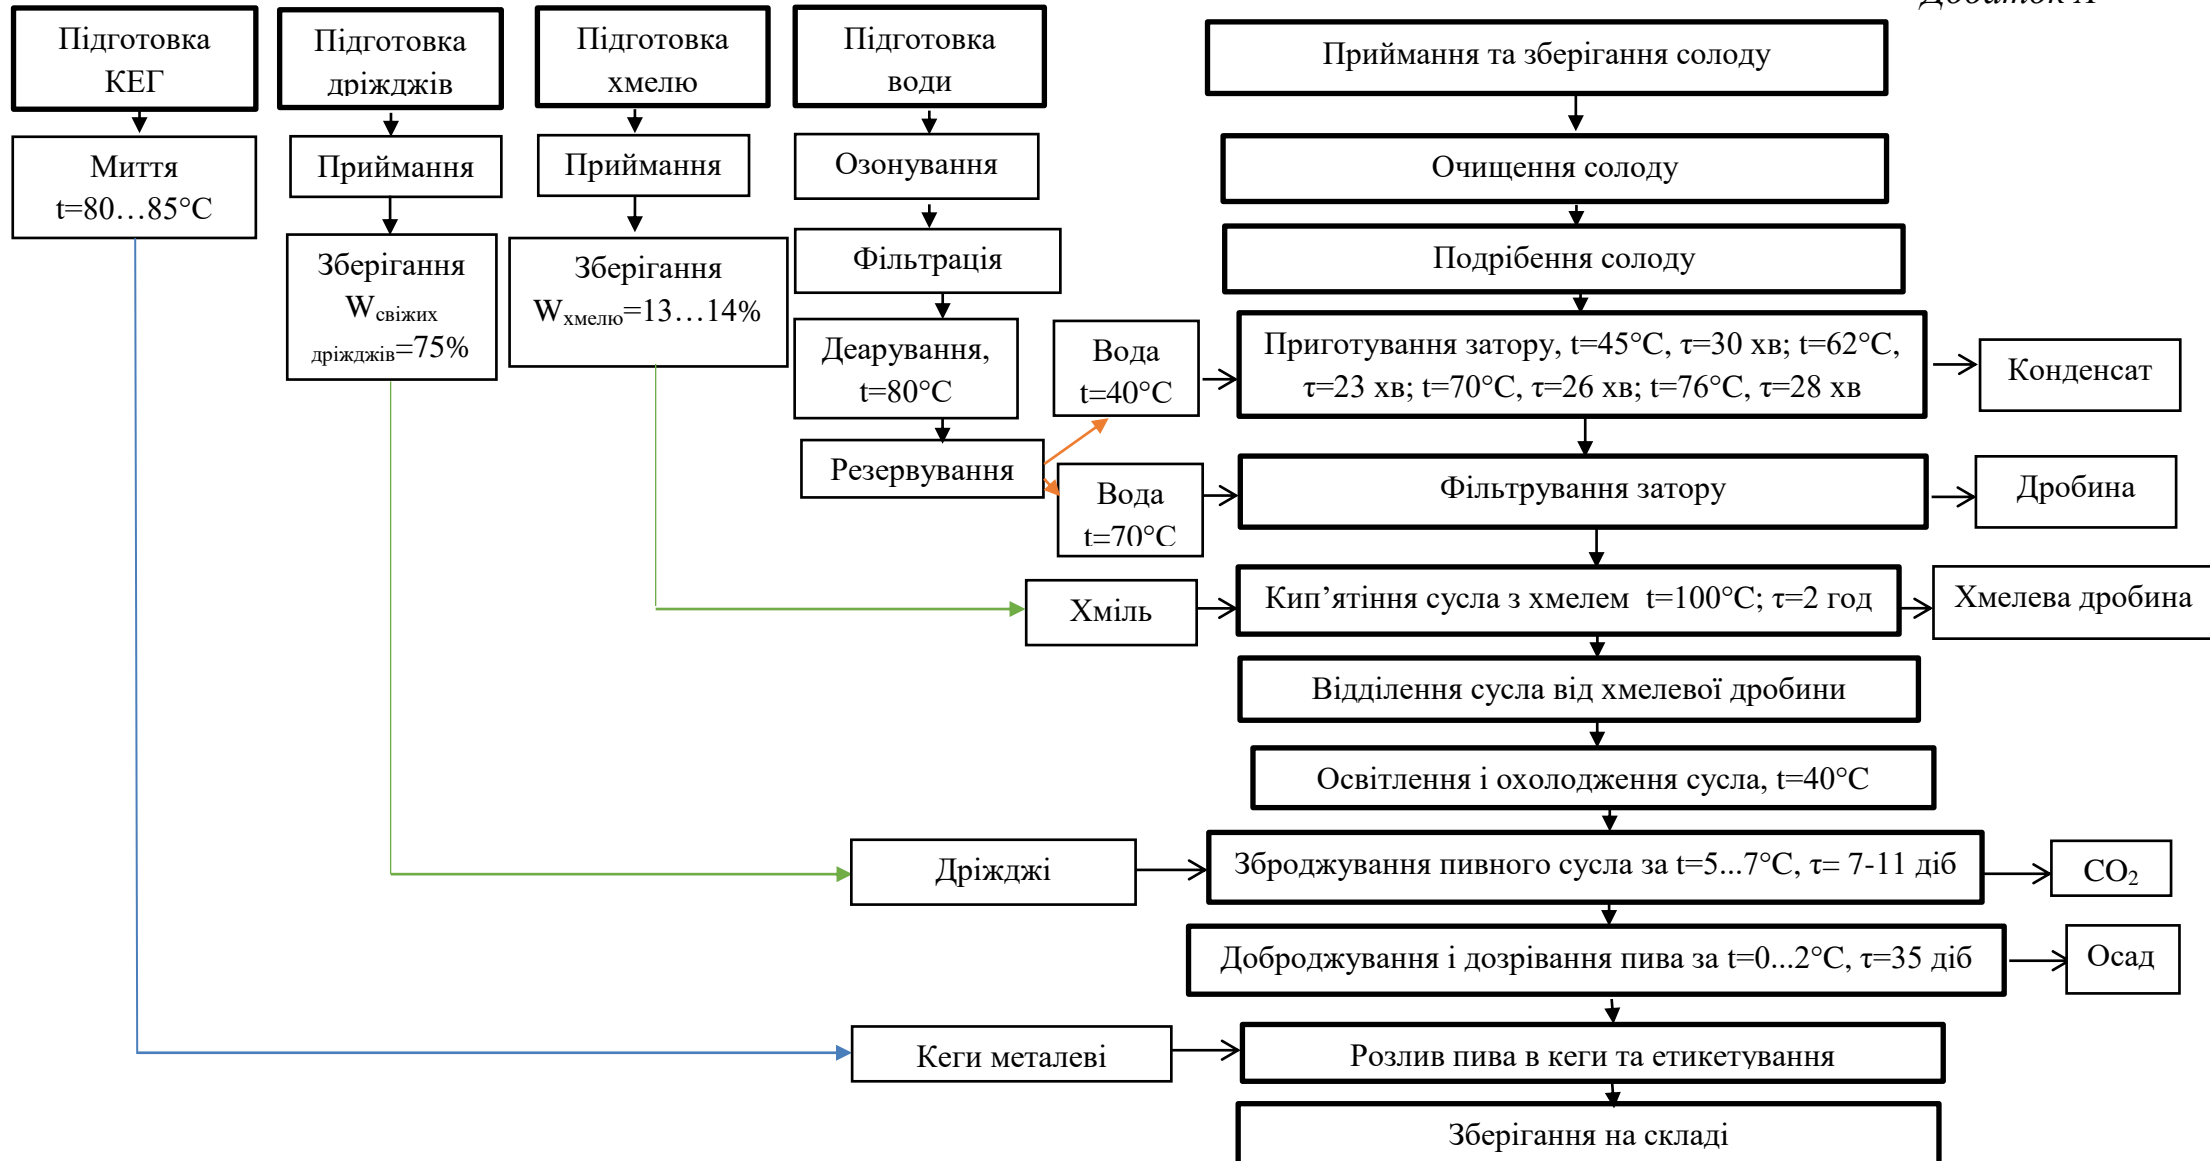 Підготовка
КЕГ
Миття
t=80…85°C
Підготовка
дріжджів
Приймання
Зберігання
Wсвіжих
дріжджів=75%
Підготовка
хмелю
Приймання
Зберігання
Wхмелю=13…14%
Підготовка
води
Озонування
Фільтрація
Деарування,
t=80°C
Резервування
Вода
t=40°C
Вода
t=70°C
Хміль
Дріжджі
Кеги металеві
Приймання та зберігання солоду
Очищення солоду
Подрібення солоду
Приготування затору, t=45°C, τ=30 хв; t=62°C,
τ=23 хв; t=70°C, τ=26 хв; t=76°C, τ=28 хв
Конденсат
Фільтрування затору
Дробина
Кип’ятіння сусла з хмелем t=100°C; τ=2 год
Хмелева дробина
Відділення сусла від хмелевої дробини
Освітлення і охолодження сусла, t=40°C
Зброджування пивного сусла за t=5...7°C, τ= 7-11 діб
CO₂
Доброджування і дозрівання пива за t=0...2°C, τ=35 діб
Осад
Розлив пива в кеги та етикетування
Зберігання на складі